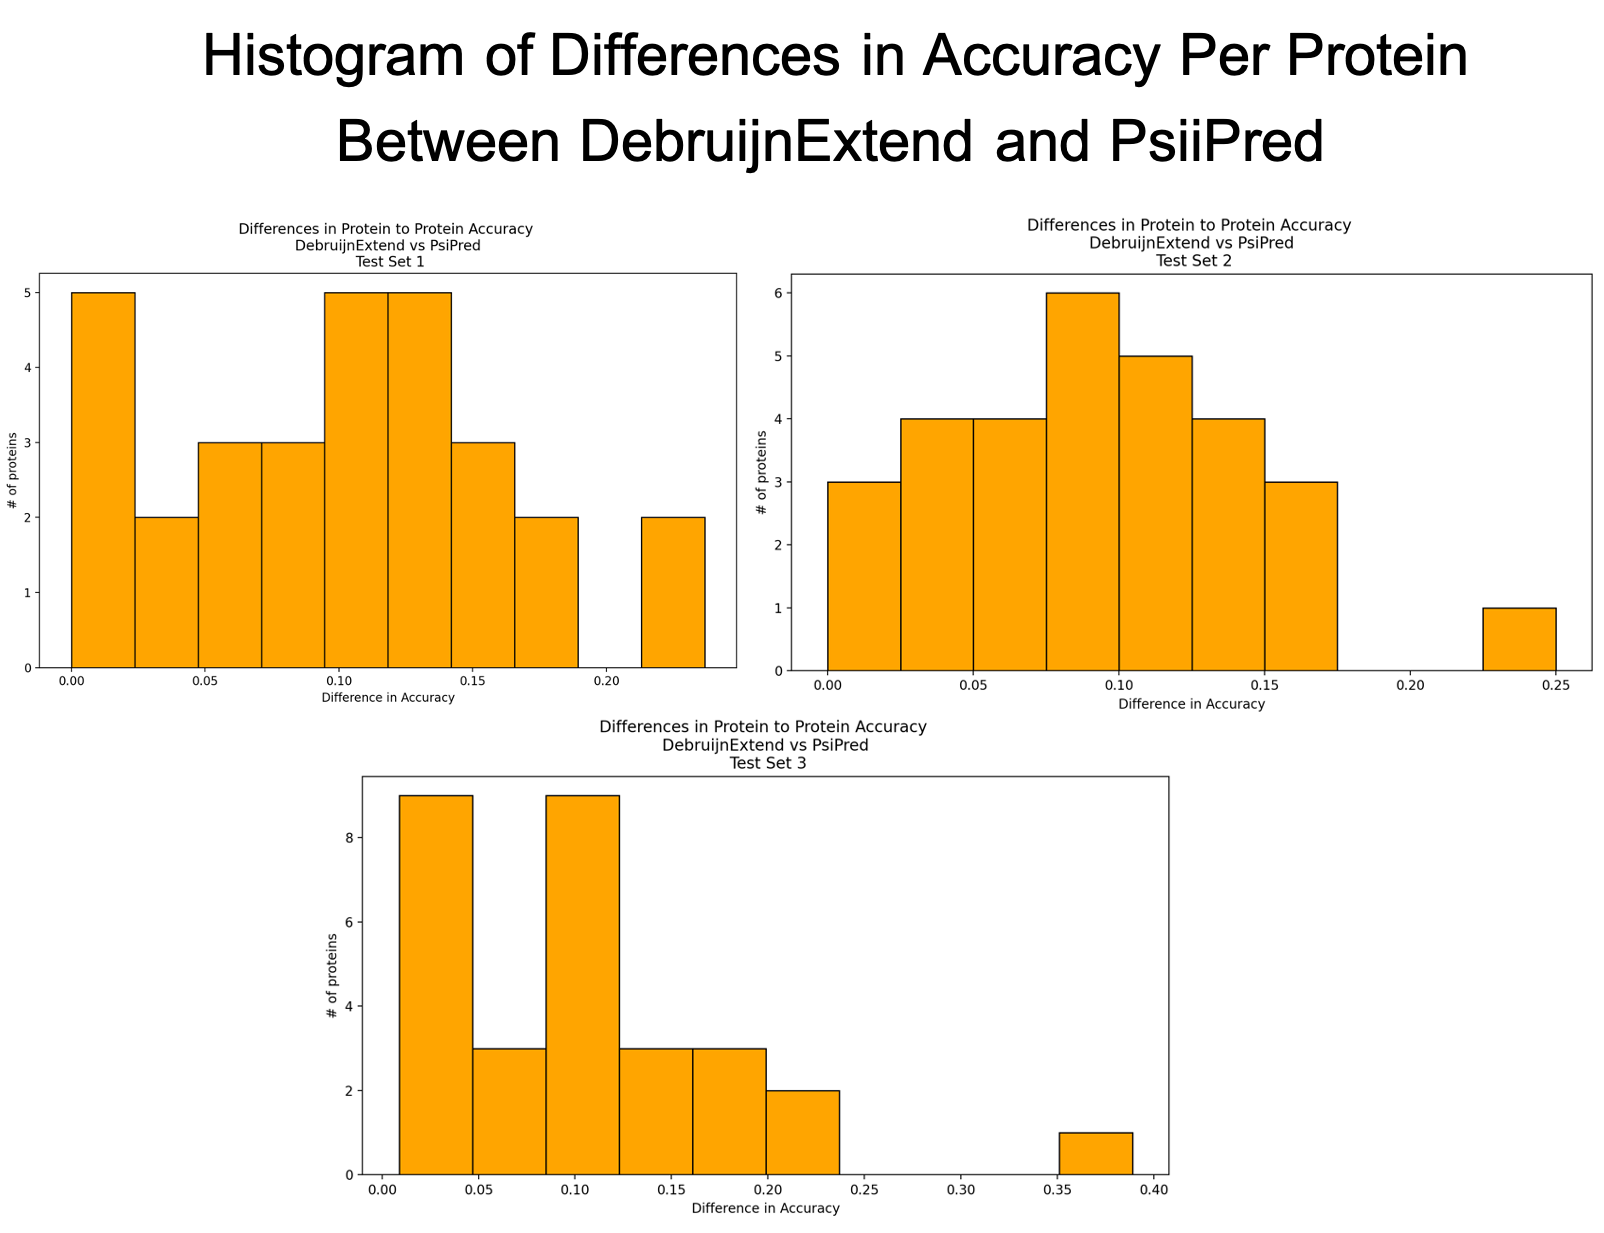 Histogram of Differences in Accuracy Per Protein
Between DebruijnExtend and PsiiPred
Differences in Protein to Protein Accuracy
DebruijnExtend vs PsiPred
Test Set 1
5
4
3
2
1
0
# of proteins
0.00 0.05 0.10 0.15 0.20
Difference in Accuracy
Differences in Protein to Protein Accuracy
DebruijnExtend vs PsiPred
Test Set 2
6
5
4
3
2
1
0
# of proteins
0.00 0.05 0.10 0.15 0.20 0.25
Difference in Accuracy
Differences in Protein to Protein Accuracy
DebruijnExtend vs PsiPred
Test Set 3
8
6
4
2
0
# of proteins
0.00 0.05 0.10 0.15 0.20 0.25 0.30 0.35 0.40
Difference in Accuracy